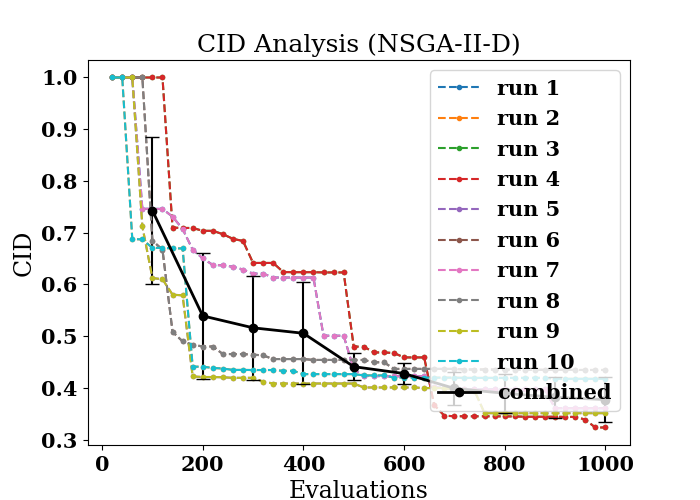 CID Analysis (NSGA-II-D)
CID
1.0
0.9
0.8
0.7
0.6
0.5
0.4
0.3
run 1
run 2
run 3
run 4
run 5
run 6
run 7
run 8
run 9
run 10
combined
0 200 400 600 800 1000
Evaluations